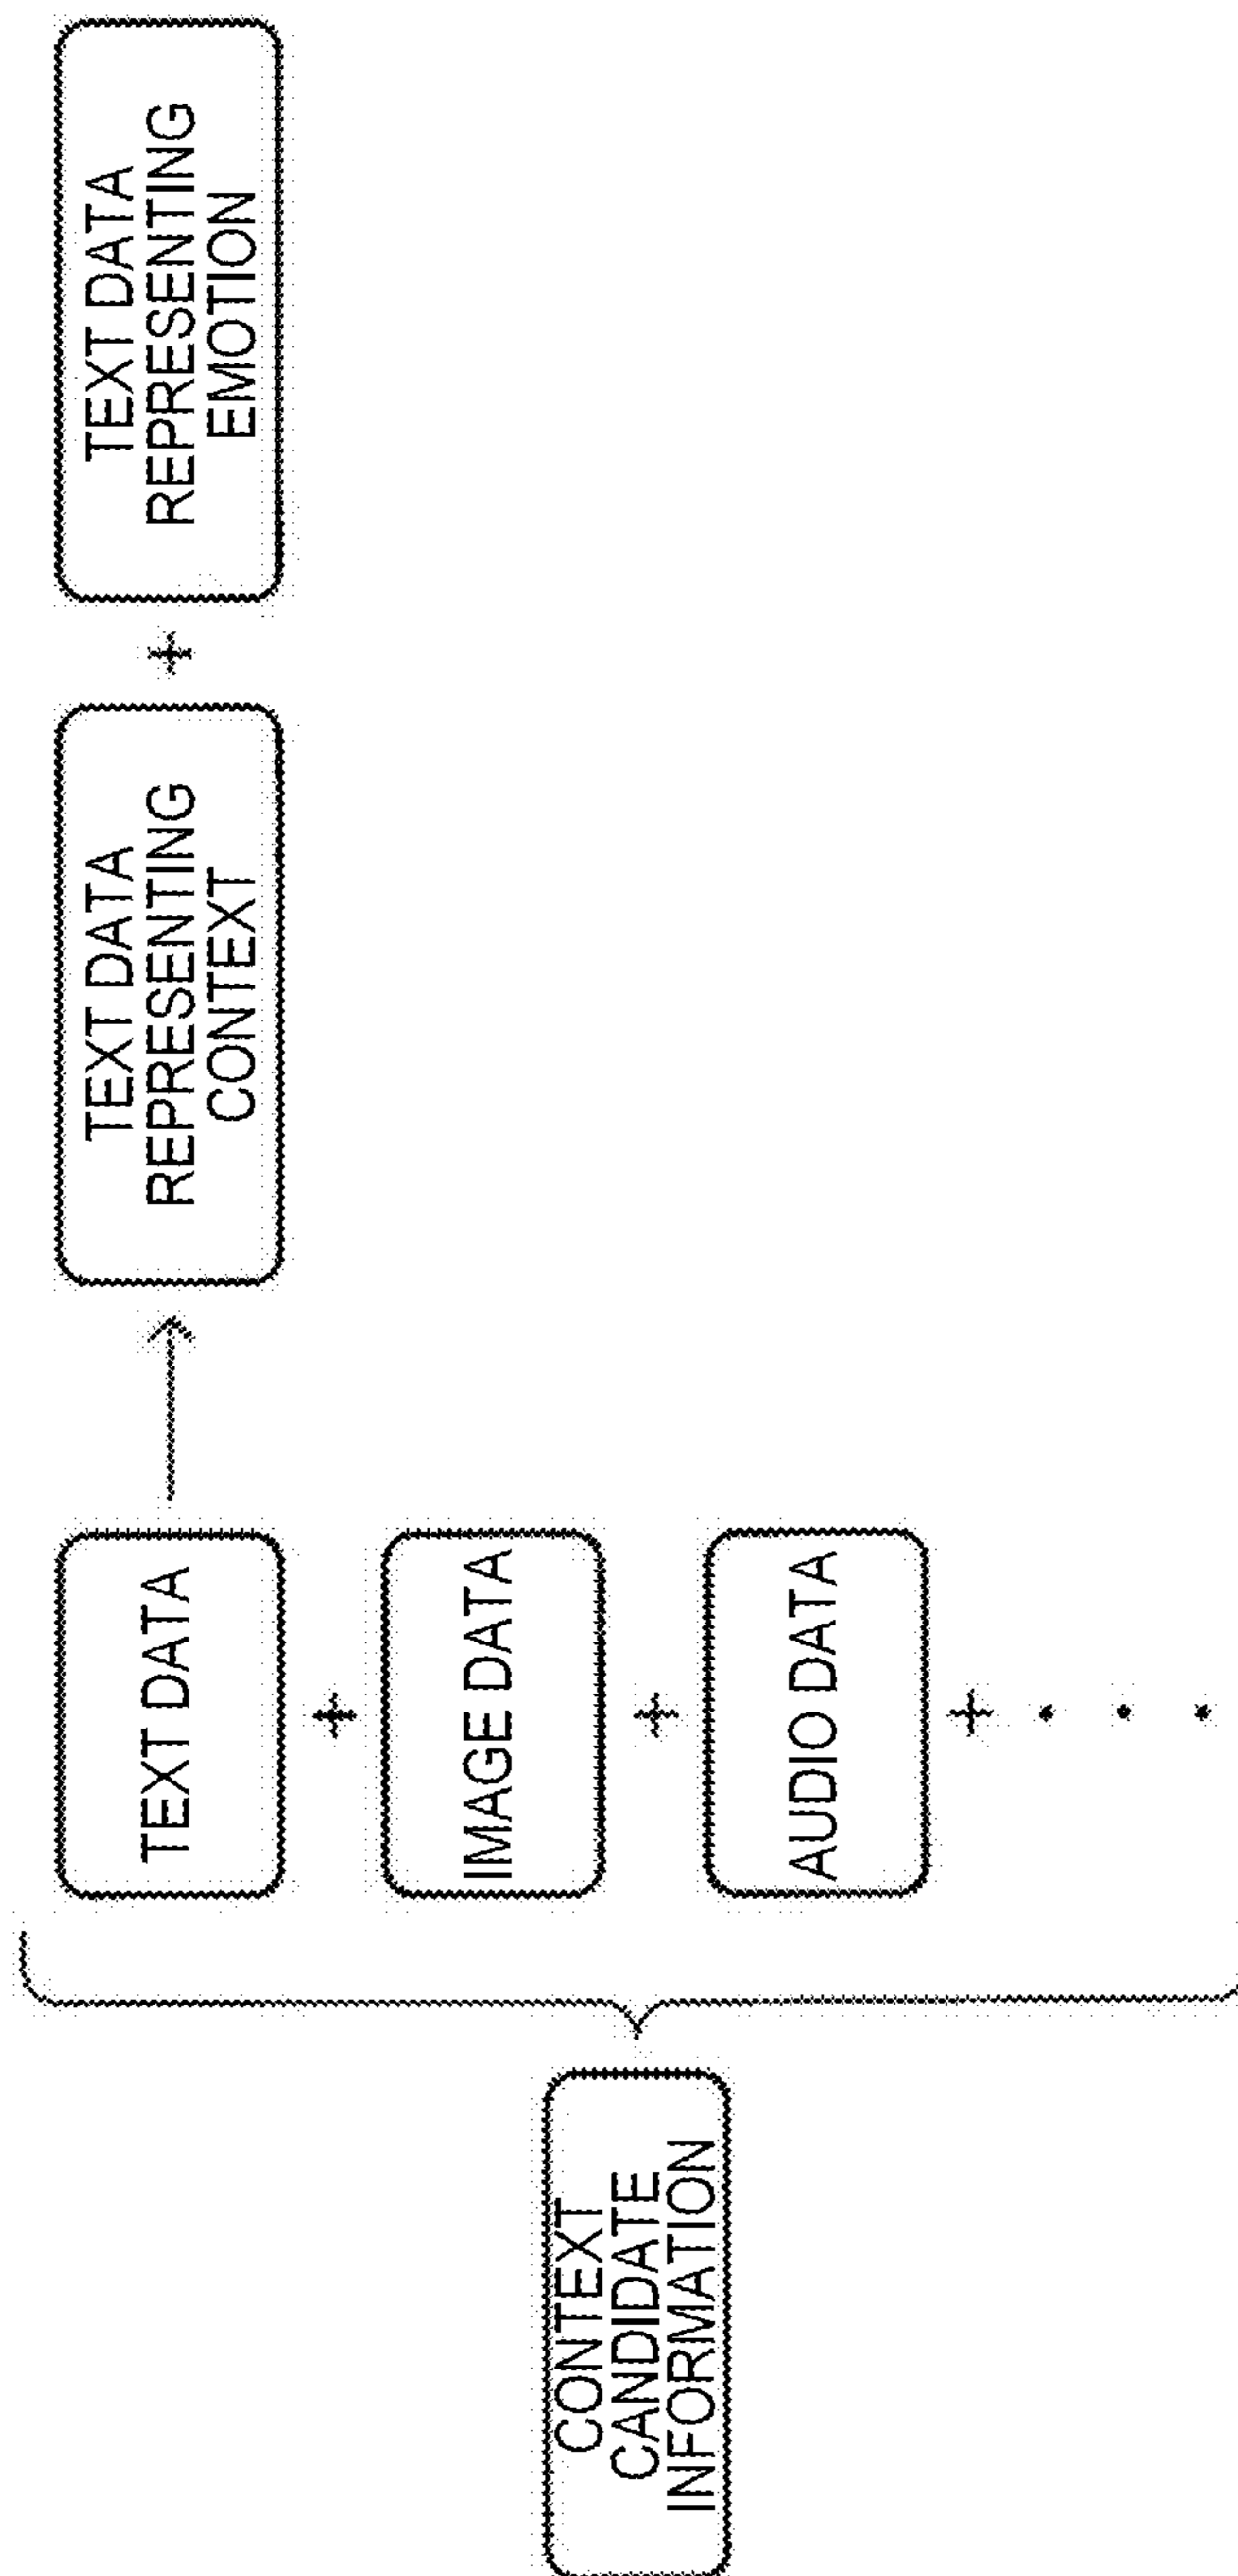 CONTEXT
CANDIDATE
INFORMATION
TEXT DATA
+
IMAGE DATA
+
AUDIO DATA
+
TEXT DATA
REPRESENTING
CONTEXT
+
TEXT DATA
REPRESENTING
EMOTION